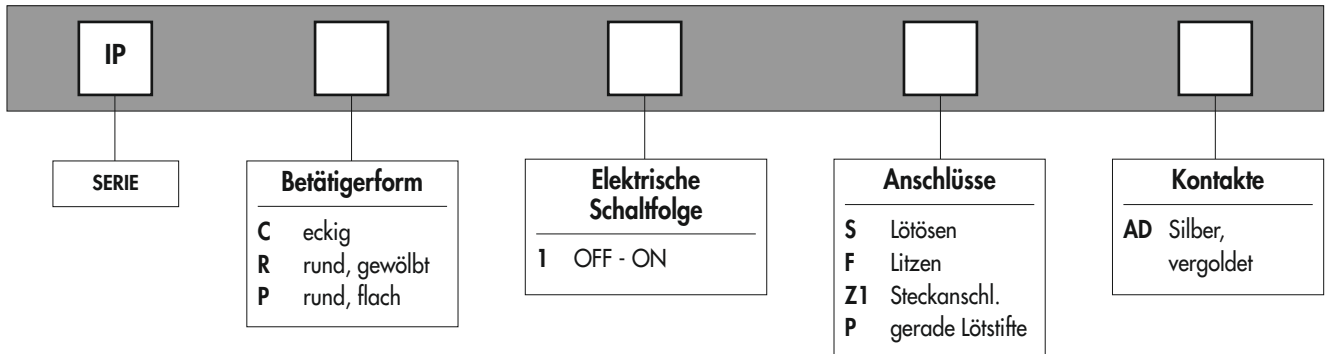 IP
SERIE
Betätigerform
C eckig
R rund, gewölbt
P rund, flach
Elektrische
Schaltfolge
1 OFF - ON
Anschlüsse
S Lötösen
F Litzen
Z1 Steckanschl.
P gerade Lötstifte
Kontakte
AD Silber,
vergoldet